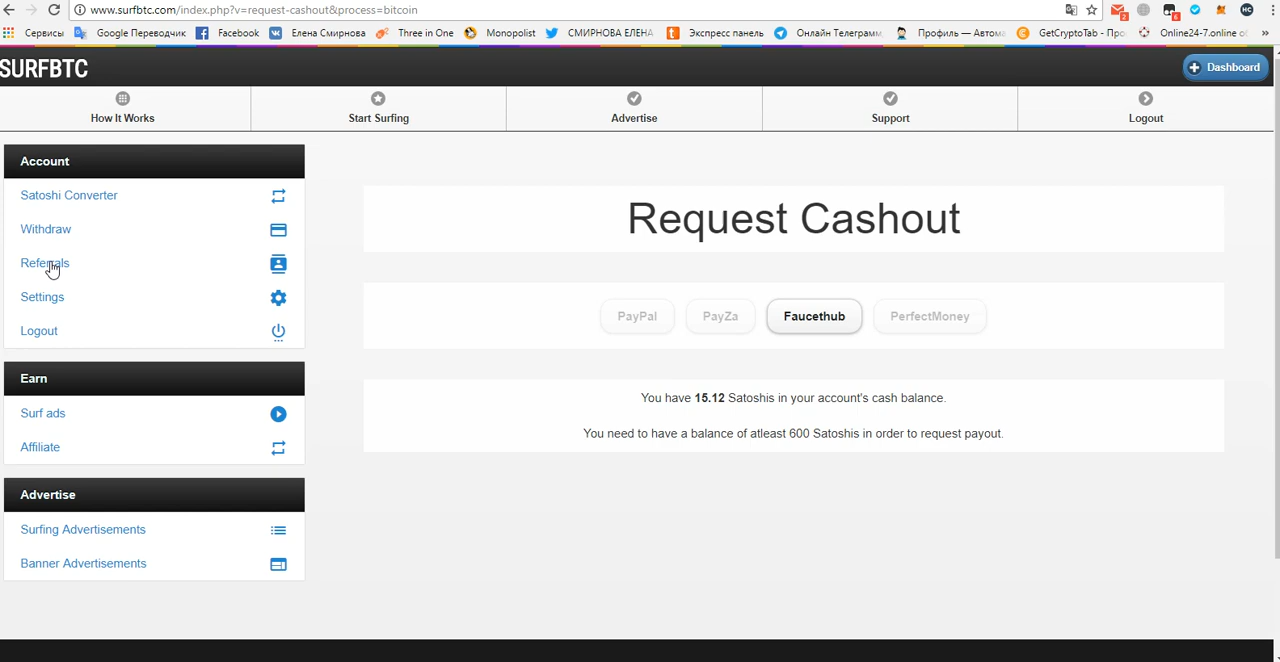 www.surfbtc.com/index.php?v=request-cashout&process=bitcoin
Сервисы Google Переводчик Facebook Елена Смирнова Three in One Monopolist СМИРНОВА ЕЛЕНА Экспресс панель Онлайн Телеграмм, Профиль — Автома GetCryptoTab - Про Online24-7.online
SURFBTC
Dashboard
How It Works Start Surfing Advertise Support Logout
Account
Satoshi Converter
Withdraw
Referrals
Settings
Logout
Earn
Surf ads
Affiliate
Advertise
Surfing Advertisements
Banner Advertisements
Request Cashout
PayPal PayZa Faucethub PerfectMoney
You have 15.12 Satoshis in your account's cash balance.
You need to have a balance of atleast 600 Satoshis in order to request payout.